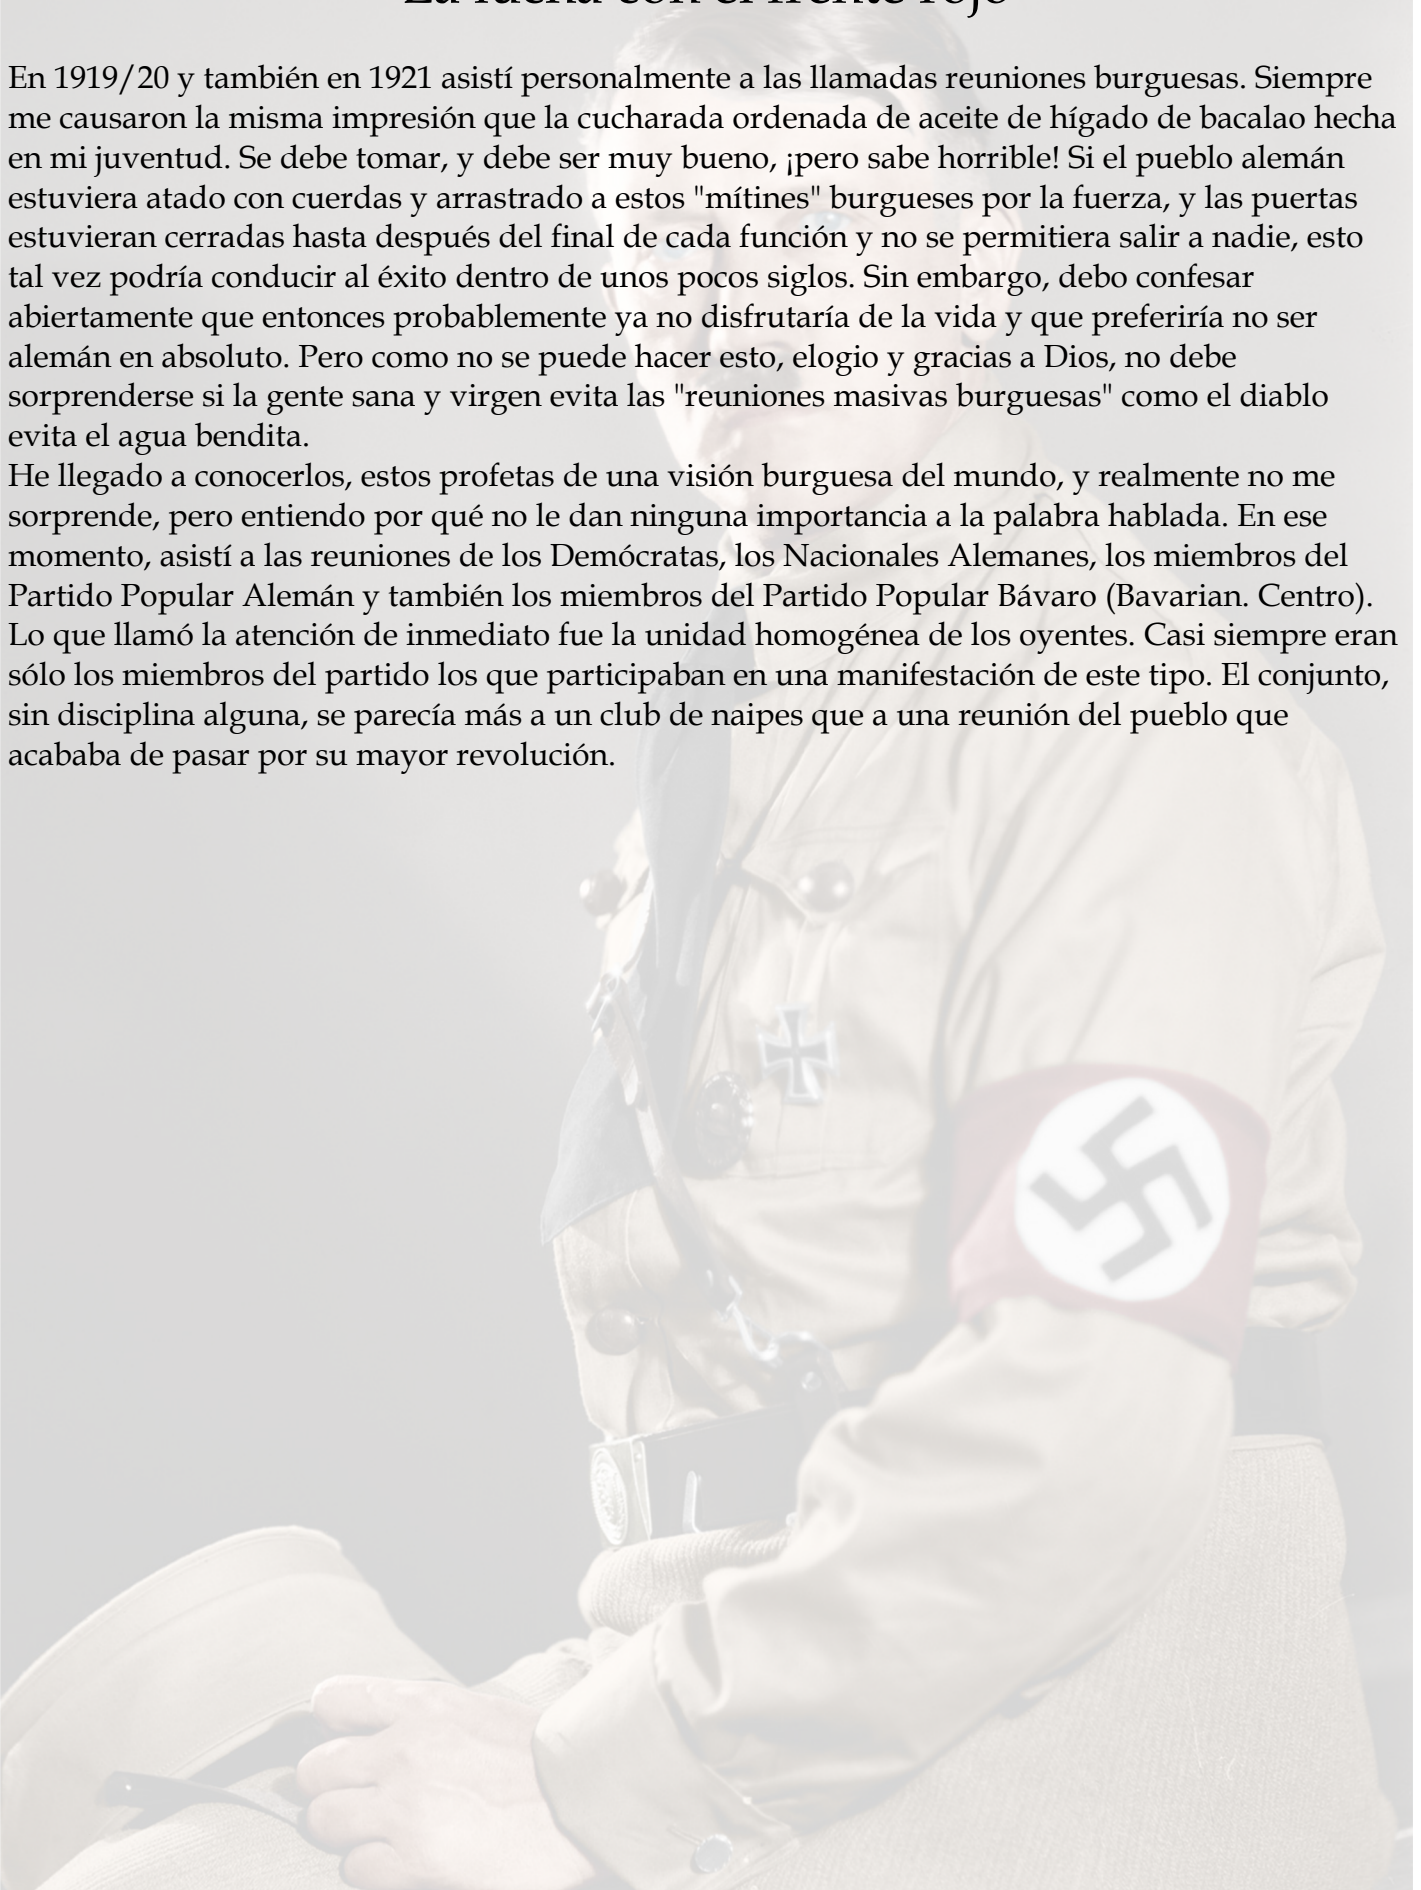 La lucha con el frente rojo
En 1919/20 y también en 1921 asistí personalmente a las llamadas reuniones burguesas. Siempre
me causaron la misma impresión que la cucharada ordenada de aceite de hígado de bacalao hecha
en mi juventud. Se debe tomar, y debe ser muy bueno, ¡pero sabe horrible! Si el pueblo alemán
estuviera atado con cuerdas y arrastrado a estos "mítines" burgueses por la fuerza, y las puertas
estuvieran cerradas hasta después del final de cada función y no se permitiera salir a nadie, esto
tal vez podría conducir al éxito dentro de unos pocos siglos. Sin embargo, debo confesar
abiertamente que entonces probablemente ya no disfrutaría de la vida y que preferiría no ser
alemán en absoluto. Pero como no se puede hacer esto, elogio y gracias a Dios, no debe
sorprenderse si la gente sana y virgen evita las "reuniones masivas burguesas" como el diablo
evita el agua bendita.
He llegado a conocerlos, estos profetas de una visión burguesa del mundo, y realmente no me
sorprende, pero entiendo por qué no le dan ninguna importancia a la palabra hablada. En ese
momento, asistí a las reuniones de los Demócratas, los Nacionales Alemanes, los miembros del
Partido Popular Alemán y también los miembros del Partido Popular Bávaro (Bavarian. Centro).
Lo que llamó la atención de inmediato fue la unidad homogénea de los oyentes. Casi siempre eran
sólo los miembros del partido los que participaban en una manifestación de este tipo. El conjunto,
sin disciplina alguna, se parecía más a un club de naipes que a una reunión del pueblo que
acababa de pasar por su mayor revolución.